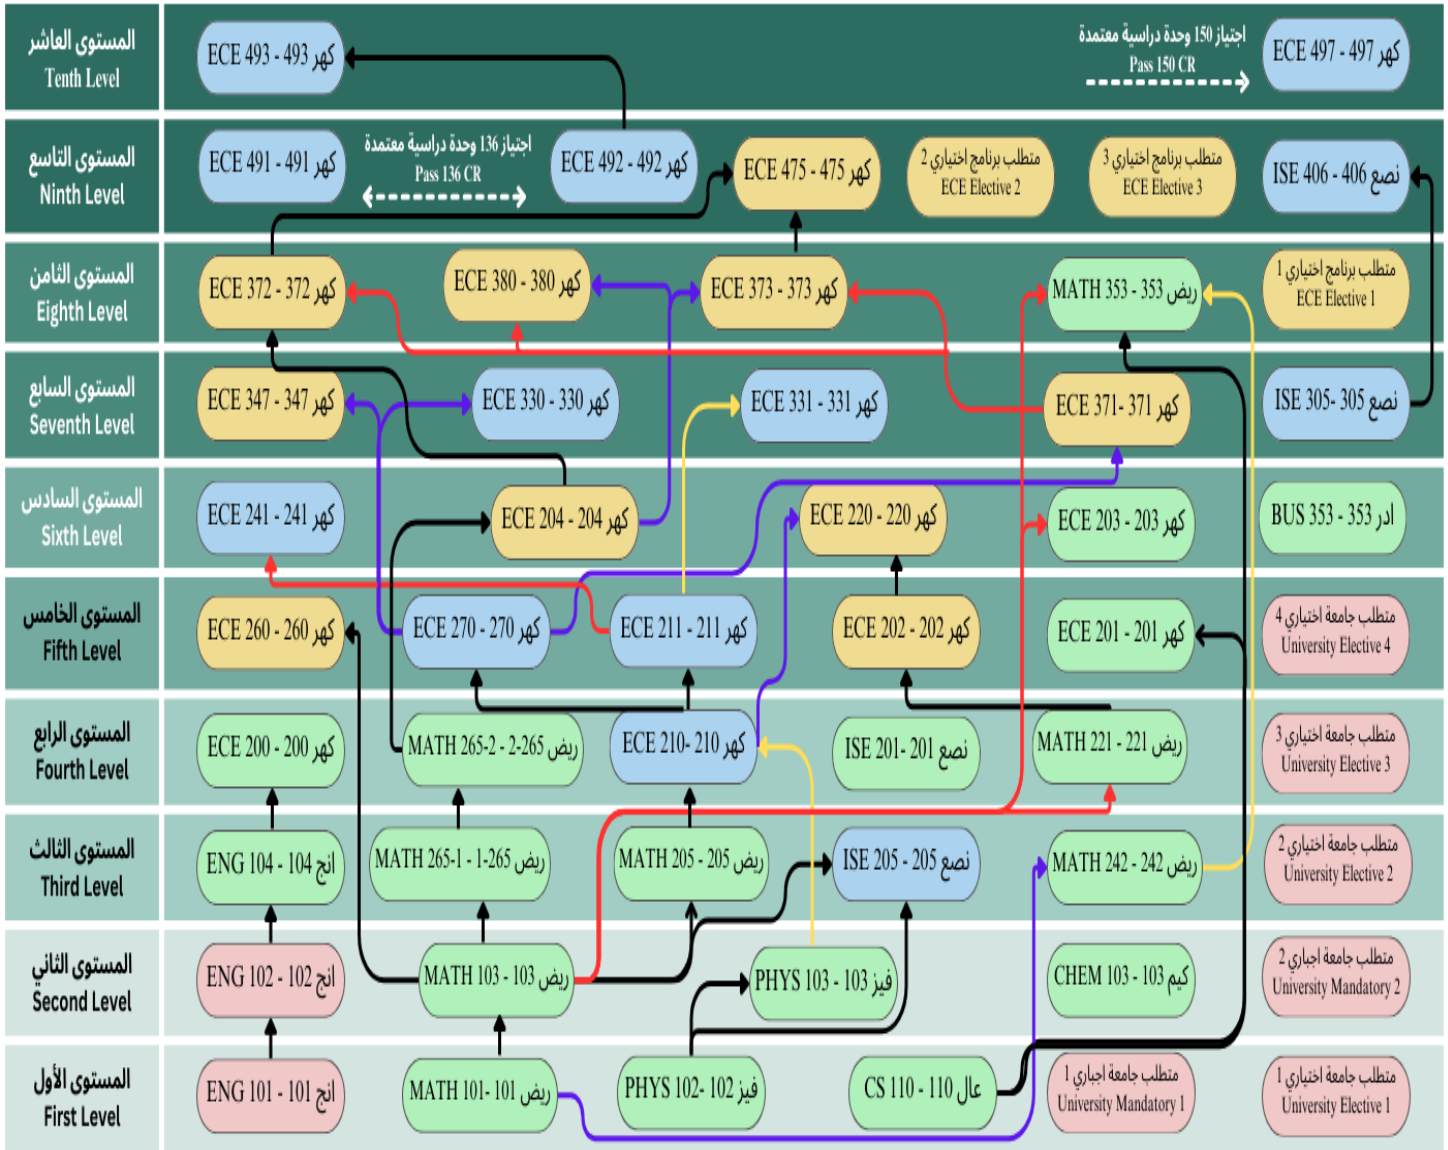 المستوى العاشر
Tenth Level
ECE 493 - 493 كهر
اجتياز 150 وحدة دراسية معتمدة
Pass 150 CR
ECE 497 - 497 كهر
المستوى التاسع
Ninth Level
ECE 491 - 491 كهر
اجتياز 136 وحدة دراسية معتمدة
Pass 136 CR
ECE 492 - 492 كهر
ECE 475 - 475 كهر
متطلب برنامج اختياري 2
ECE Elective 2
متطلب برنامج اختياري 3
ECE Elective 3
ISE 406 - 406 نصع
المستوى الثامن
Eighth Level
ECE 372 - 372 كهر
ECE 380 - 380 كهر
ECE 373 - 373 كهر
MATH 353 - 353 ريض
متطلب برنامج اختياري 1
ECE Elective 1
المستوى السابع
Seventh Level
ECE 347 - 347 كهر
ECE 330 - 330 كهر
ECE 331 - 331 كهر
ECE 371- 371 كهر
ISE 305- 305 نصع
المستوى السادس
Sixth Level
ECE 241 - 241 كهر
ECE 204 - 204 كهر
ECE 220 - 220 كهر
ECE 203 - 203 كهر
BUS 353 - 353 ادر
المستوى الخامس
Fifth Level
ECE 260 - 260 كهر
ECE 270 - 270 كهر
ECE 211 - 211 كهر
ECE 202 - 202 كهر
ECE 201 - 201 كهر
متطلب جامعة اختياري 4
University Elective 4
المستوى الرابع
Fourth Level
ECE 200 - 200 كهر
MATH 265-2 - 2-265 ريض
ECE 210- 210 كهر
ISE 201- 201 نصع
MATH 221 - 221 ريض
متطلب جامعة اختياري 3
University Elective 3
المستوى الثالث
Third Level
ENG 104 - 104 انج
MATH 265-1 - 1-265 ريض
MATH 205 - 205 ريض
ISE 205 - 205 نصع
MATH 242 - 242 ريض
متطلب جامعة اختياري 2
University Elective 2
المستوى الثاني
Second Level
ENG 102 - 102 انج
MATH 103 - 103 ريض
PHYS 103 - 103 فيز
CHEM 103 - 103 كيم
متطلب جامعة اجباري 2
University Mandatory 2
المستوى الأول
First Level
ENG 101 - 101 انج
MATH 101- 101 ريض
PHYS 102- 102 فيز
CS 110 - 110 عال
متطلب جامعة اجباري 1
University Mandatory 1
متطلب جامعة اختياري 1
University Elective 1